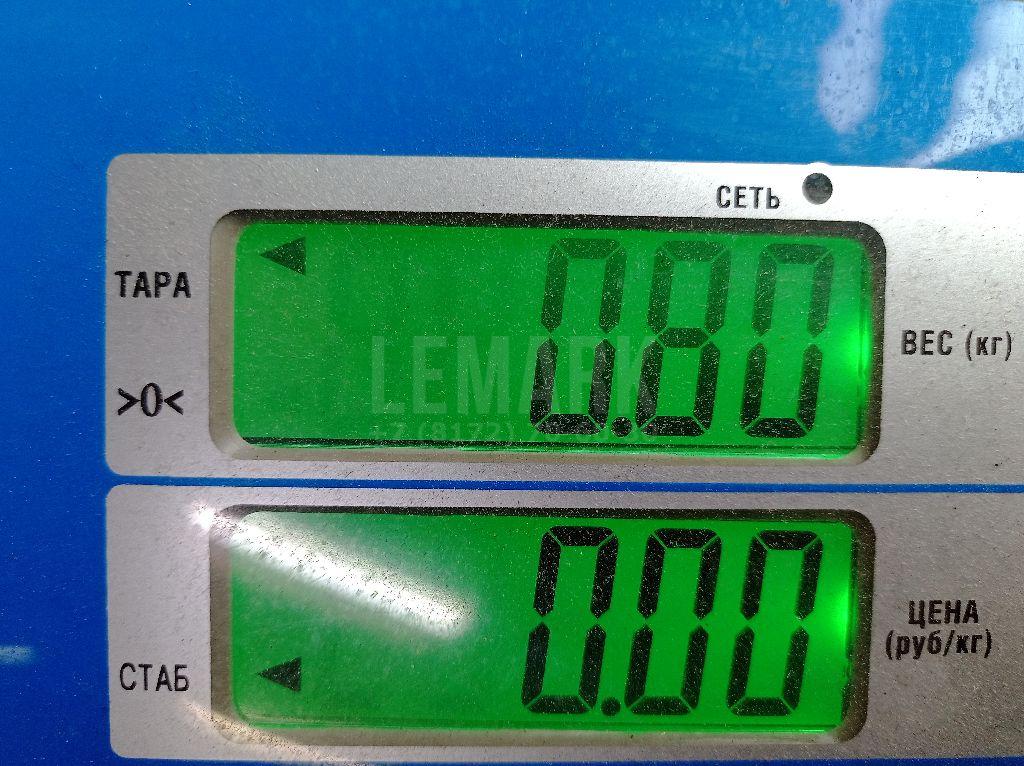 СЕТЬ
ТАРА
0.80
ВЕС (кг)
>0<
LEMARK
0.00
ЦЕНА
(руб/кг)
СТАБ